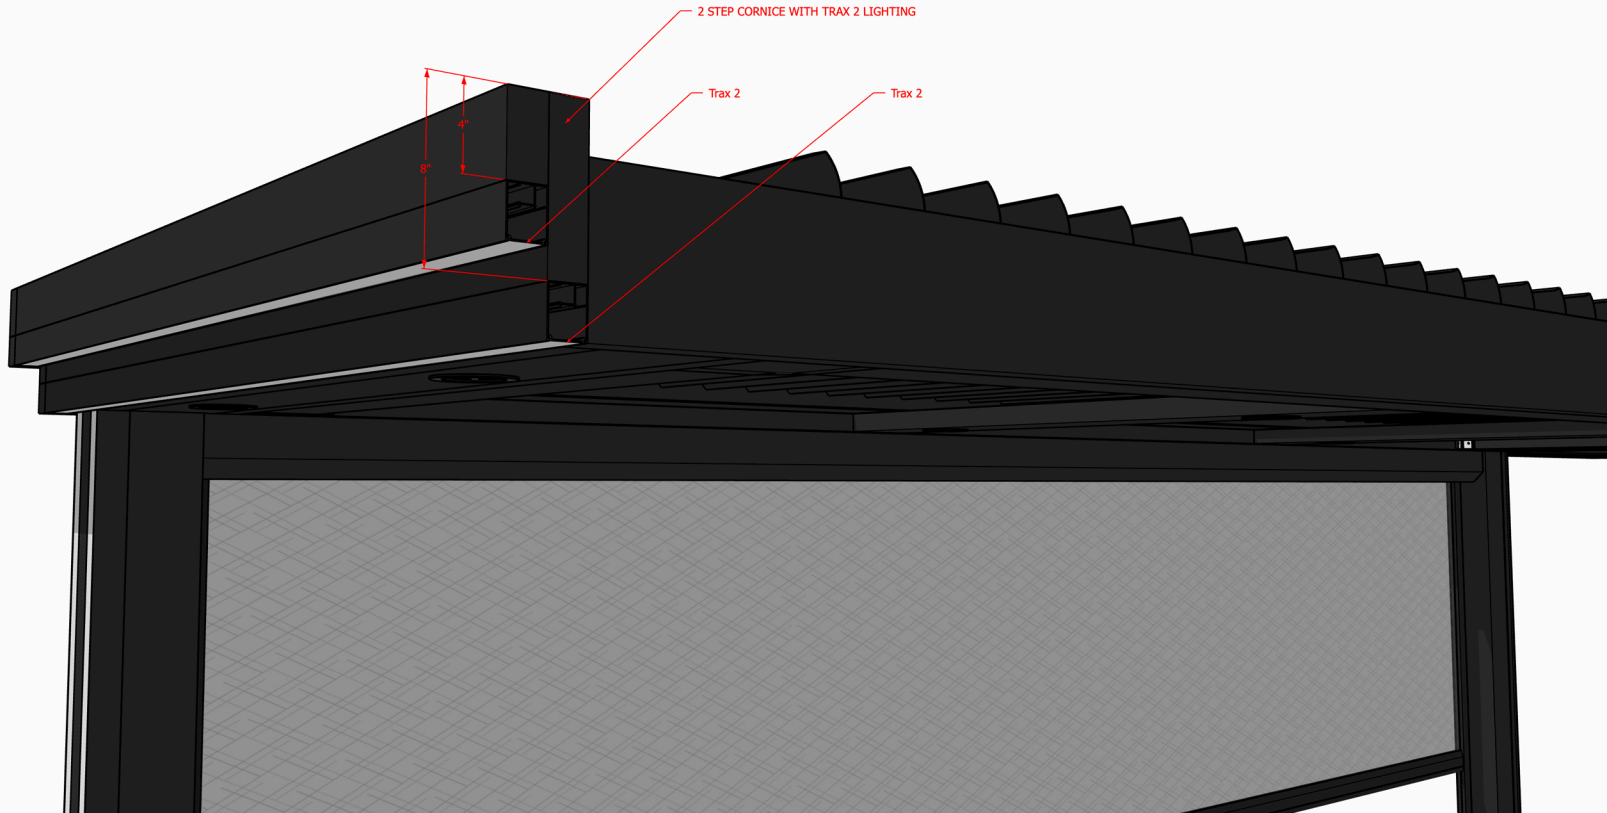 2 STEP CORNICE WITH TRAX 2 LIGHTING
Trax 2
Trax 2
4"
8"